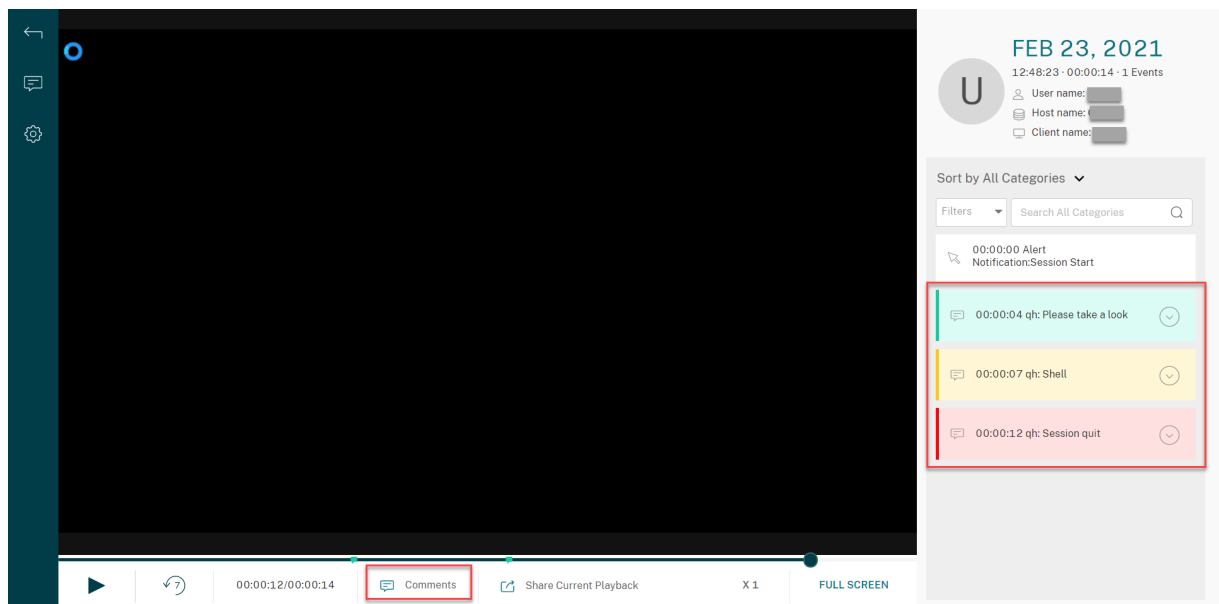 FEB 23, 2021
12:48:23 · 00:00:14 · 1 Events
U
User name:
Host name:
Client name:
Sort by All Categories
Filters
Search All Categories
00:00:00 Alert
Notification:Session Start
00:00:04 qh: Please take a look
00:00:07 qh: Shell
00:00:12 qh: Session quit
7
00:00:12/00:00:14
Comments
Share Current Playback
X 1
FULL SCREEN